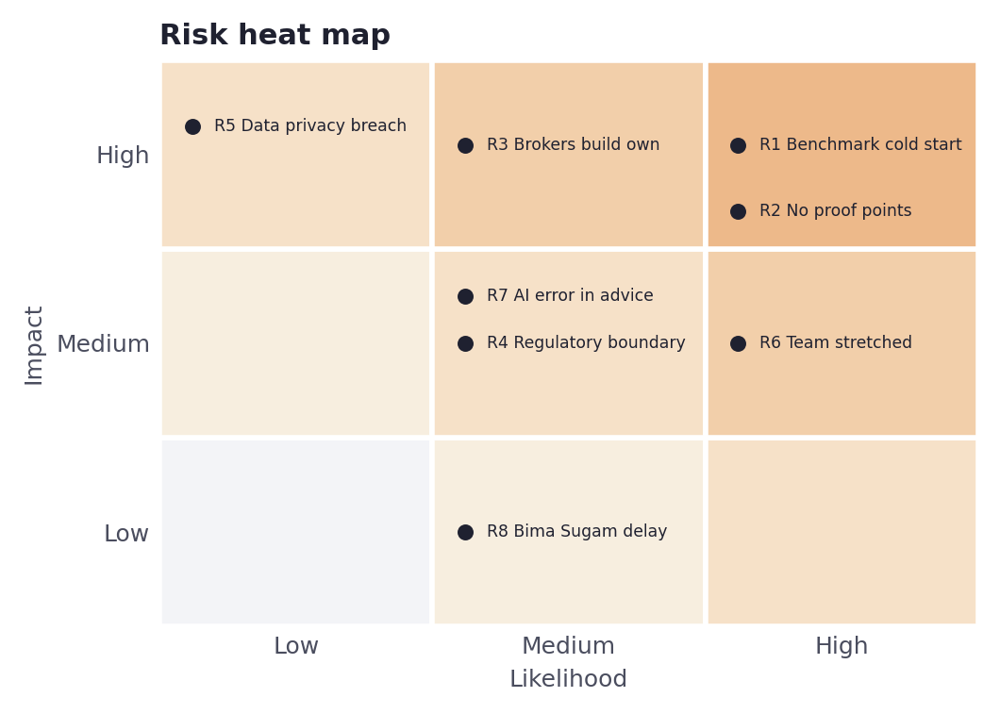 Risk heat map
Impact
High
R5 Data privacy breach
R3 Brokers build own
R1 Benchmark cold start
R2 No proof points
Medium
R7 AI error in advice
R4 Regulatory boundary
R6 Team stretched
Low
R8 Bima Sugam delay
Low Medium High
Likelihood